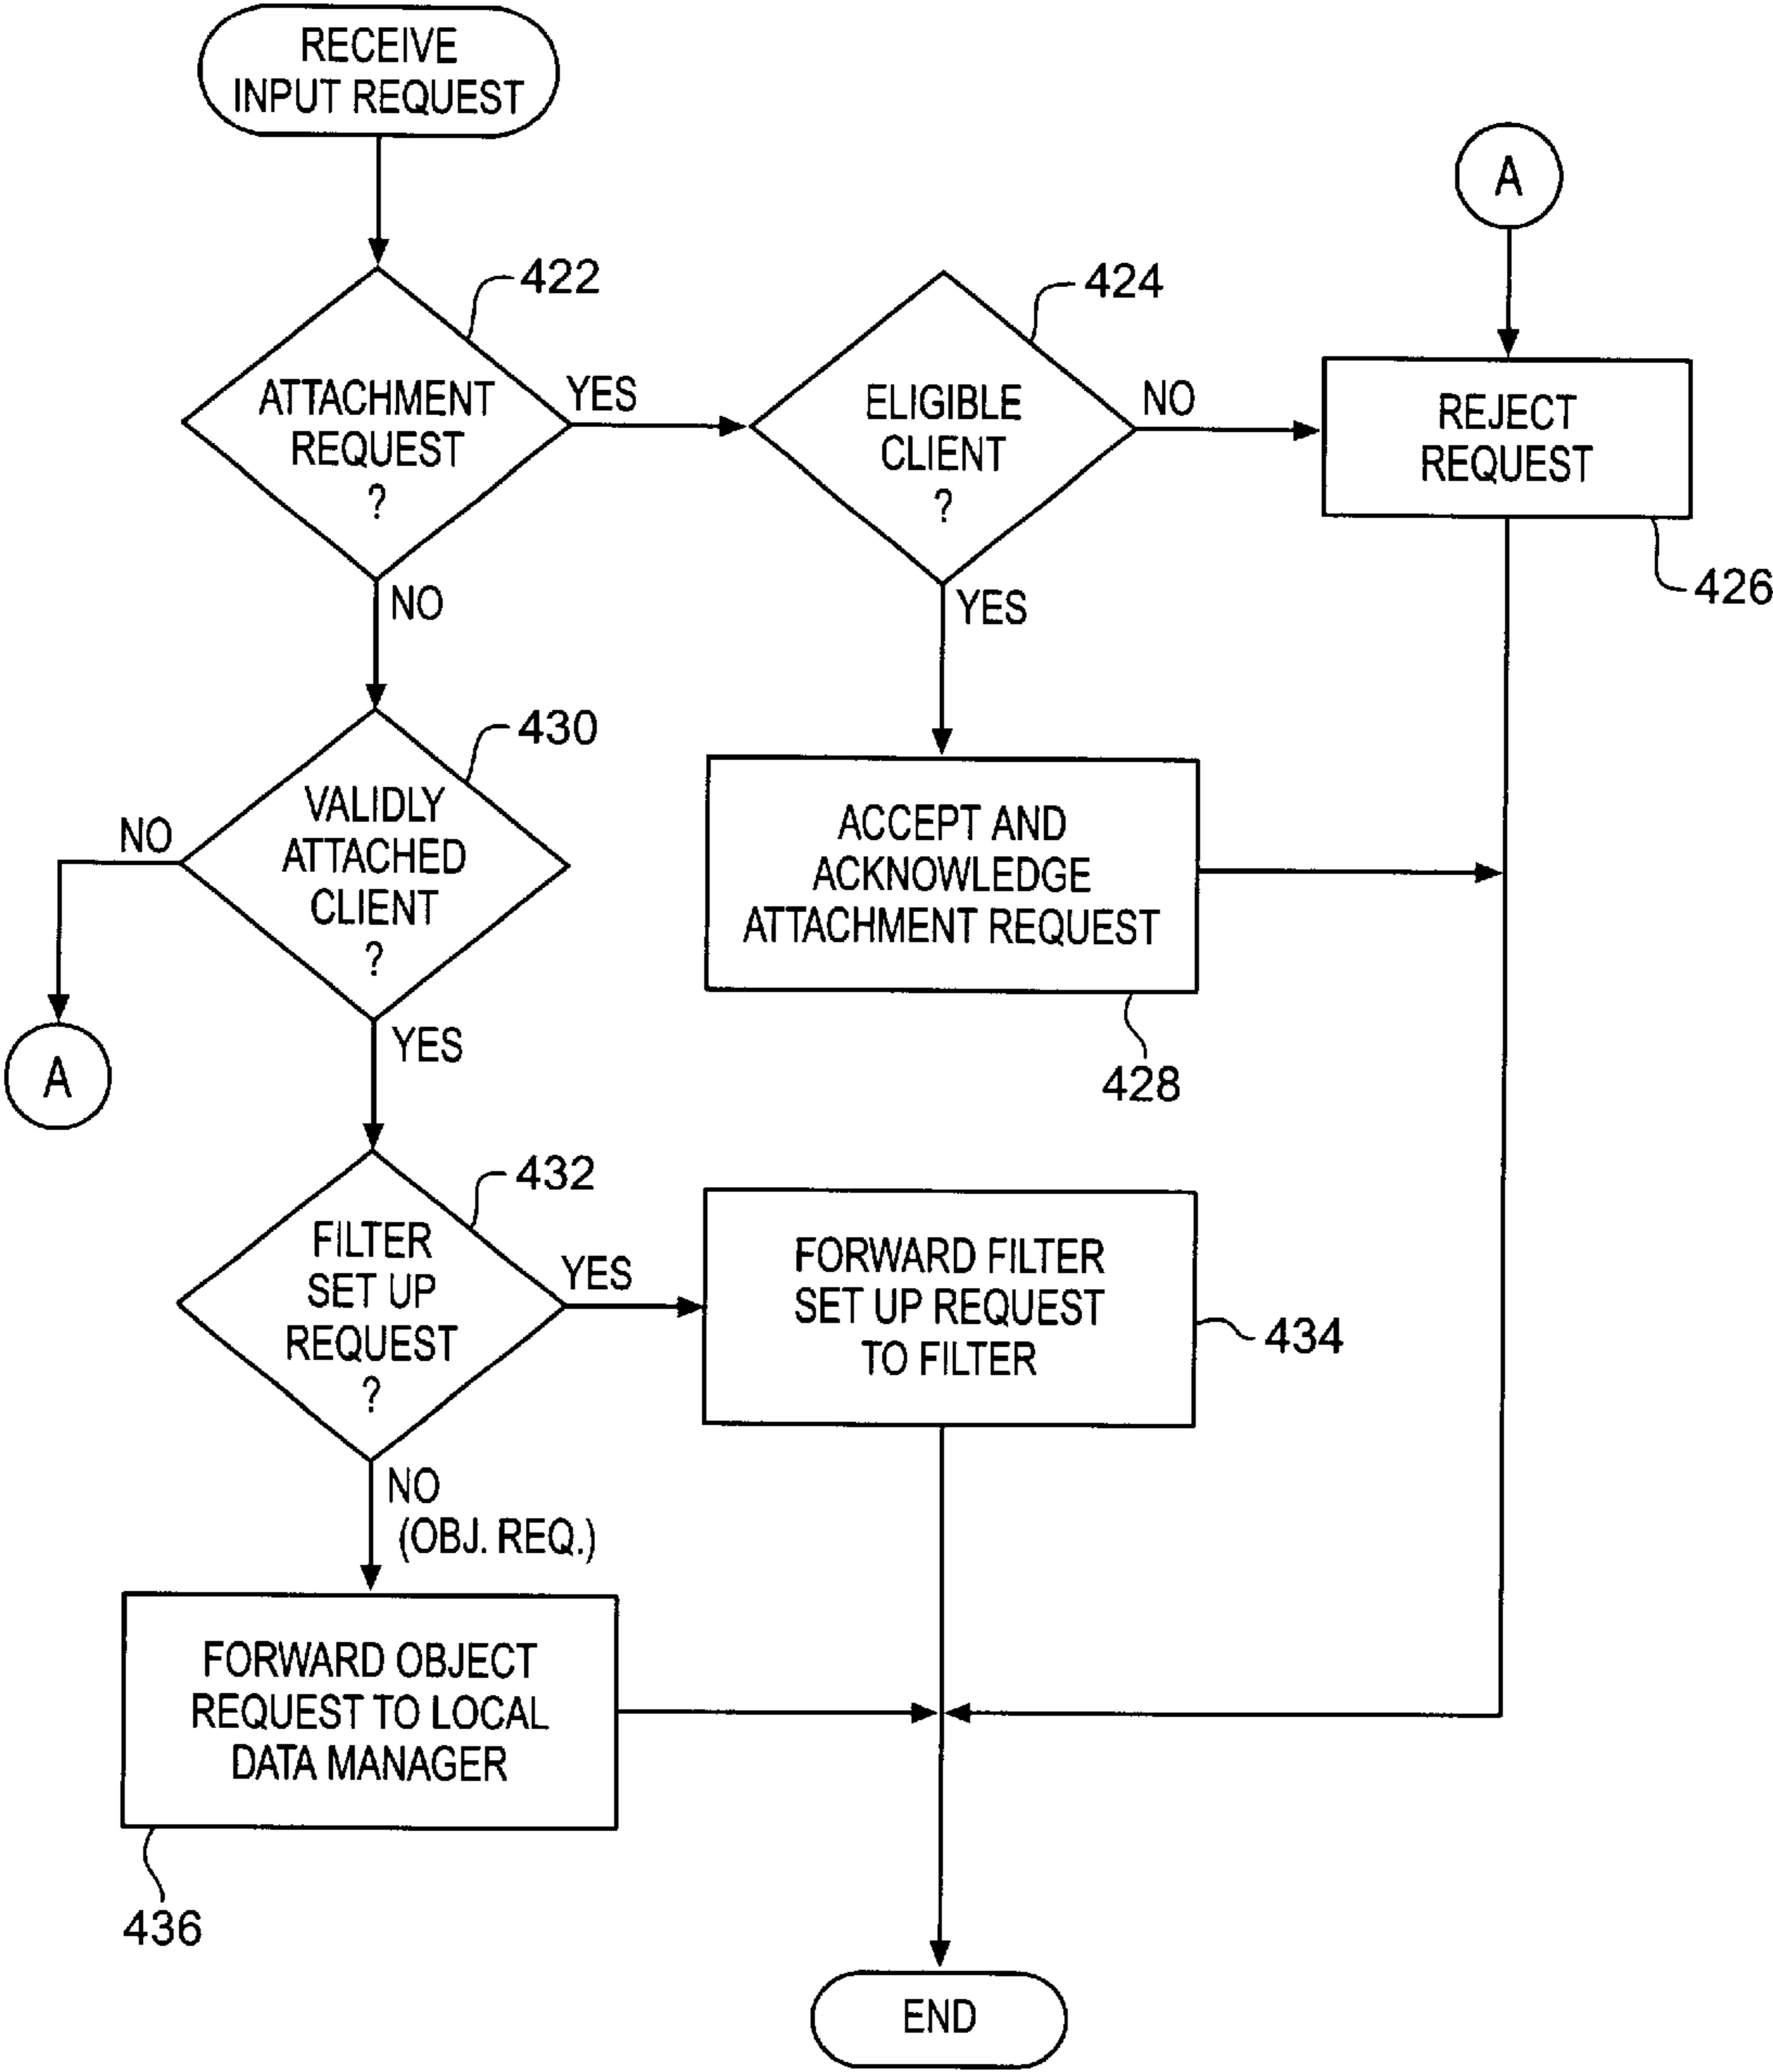 RECEIVE
INPUT REQUEST
A
422
424
ATTACHMENT
REQUEST
?
YES
ELIGIBLE
CLIENT
?
NO
REJECT
REQUEST
426
NO
YES
430
VALIDLY
ATTACHED
CLIENT
?
NO
ACCEPT AND
ACKNOWLEDGE
ATTACHMENT REQUEST
428
A
YES
432
FILTER
SET UP
REQUEST
?
YES
FORWARD FILTER
SET UP REQUEST
TO FILTER
434
NO
(OBJ. REQ.)
FORWARD OBJECT
REQUEST TO LOCAL
DATA MANAGER
436
END